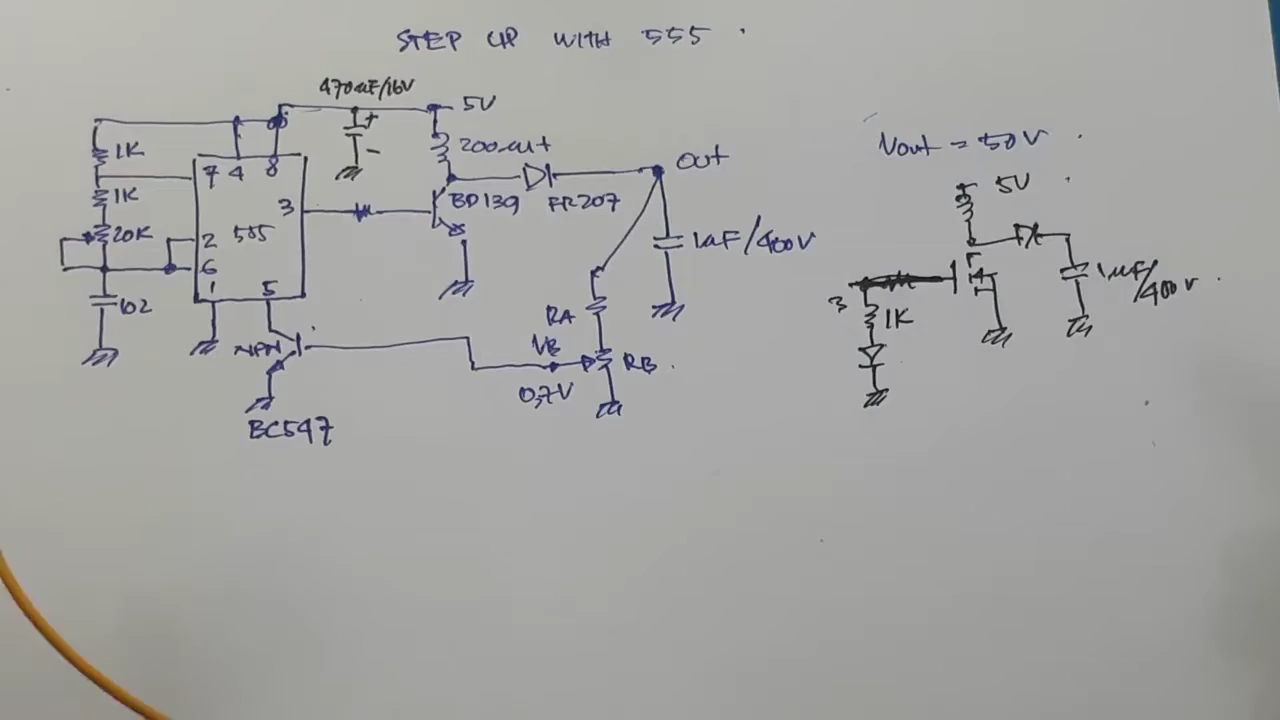 STEP UP WITH 555
470uF/16V
5V
1K
7 4 8
200uH
OUT
1K
3
BD139
FR207
20K
2
555
6
1uF/400V
102
1
5
RA
NPN
VB
RB
0,7V
BC547
Vout = 50V
5V
3
1K
1uF/400V